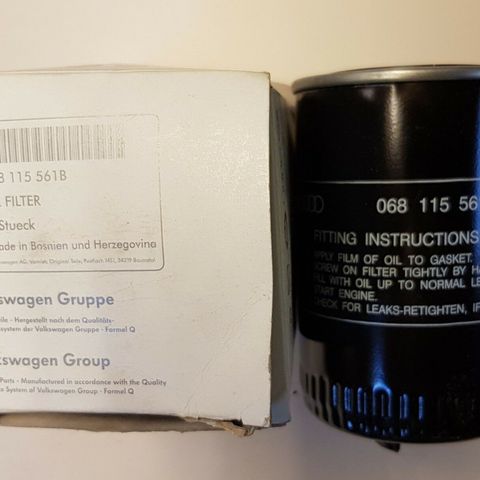 8 115 561B
FILTER
Stueck
ade in Bosnien und Herzegovina
swagen Gruppe
eile - Hergestellt nach dem Qualitäts-
system der Volkswagen Gruppe - Formel Q
kswagen Group
Parts - Manufactured in accordance with the Quality
System of Volkswagen Group - Formel Q
068 115 56
FITTING INSTRUCTIONS
APPLY FILM OF OIL TO GASKET.
SCREW ON FILTER TIGHTLY BY HA
FILL WITH OIL UP TO NORMAL LE
START ENGINE.
CHECK FOR LEAKS-RETIGHTEN, IF